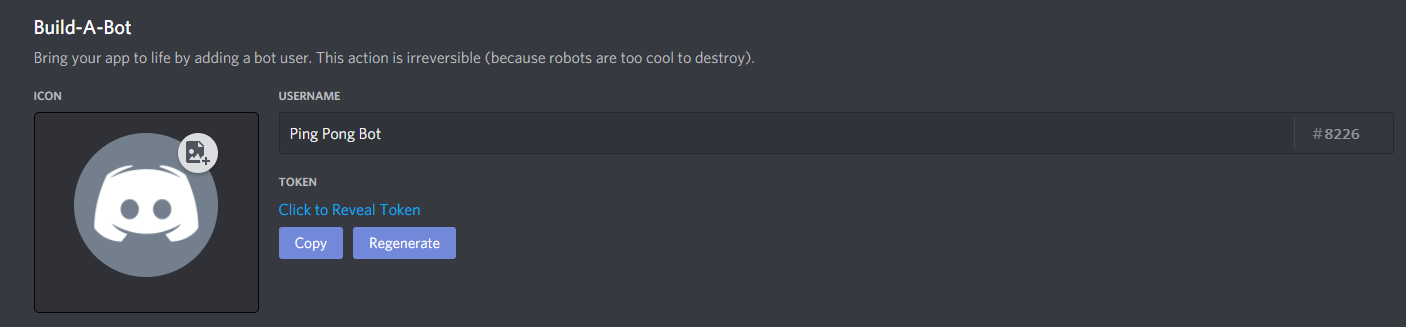 Build-A-Bot
Bring your app to life by adding a bot user. This action is irreversible (because robots are too cool to destroy).
ICON
USERNAME
Ping Pong Bot
#8226
TOKEN
Click to Reveal Token
Copy
Regenerate